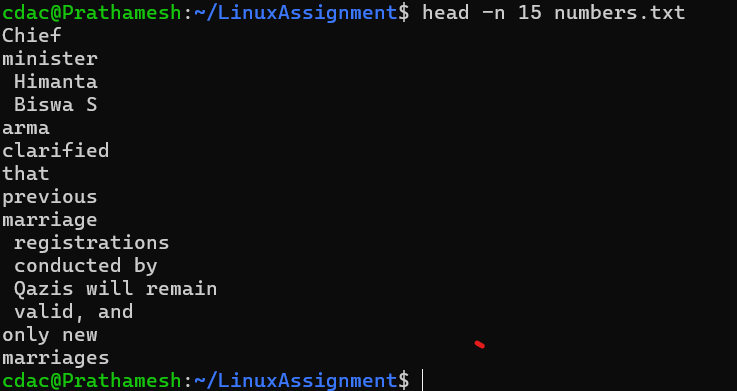 cdac@Prathamesh:~/LinuxAssignment$ head -n 15 numbers.txt
Chief
minister
 Himanta
 Biswa S
arma
clarified
that
previous
marriage
 registrations
 conducted by
 Qazis will remain
 valid, and
only new
marriages
cdac@Prathamesh:~/LinuxAssignment$